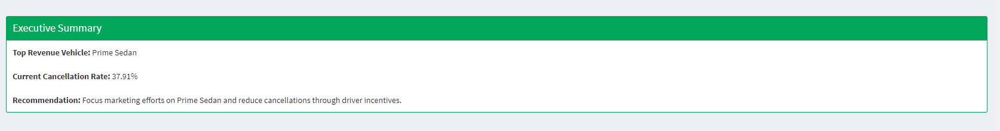 Executive Summary
Top Revenue Vehicle: Prime Sedan
Current Cancellation Rate: 37.91%
Recommendation: Focus marketing efforts on Prime Sedan and reduce cancellations through driver incentives.